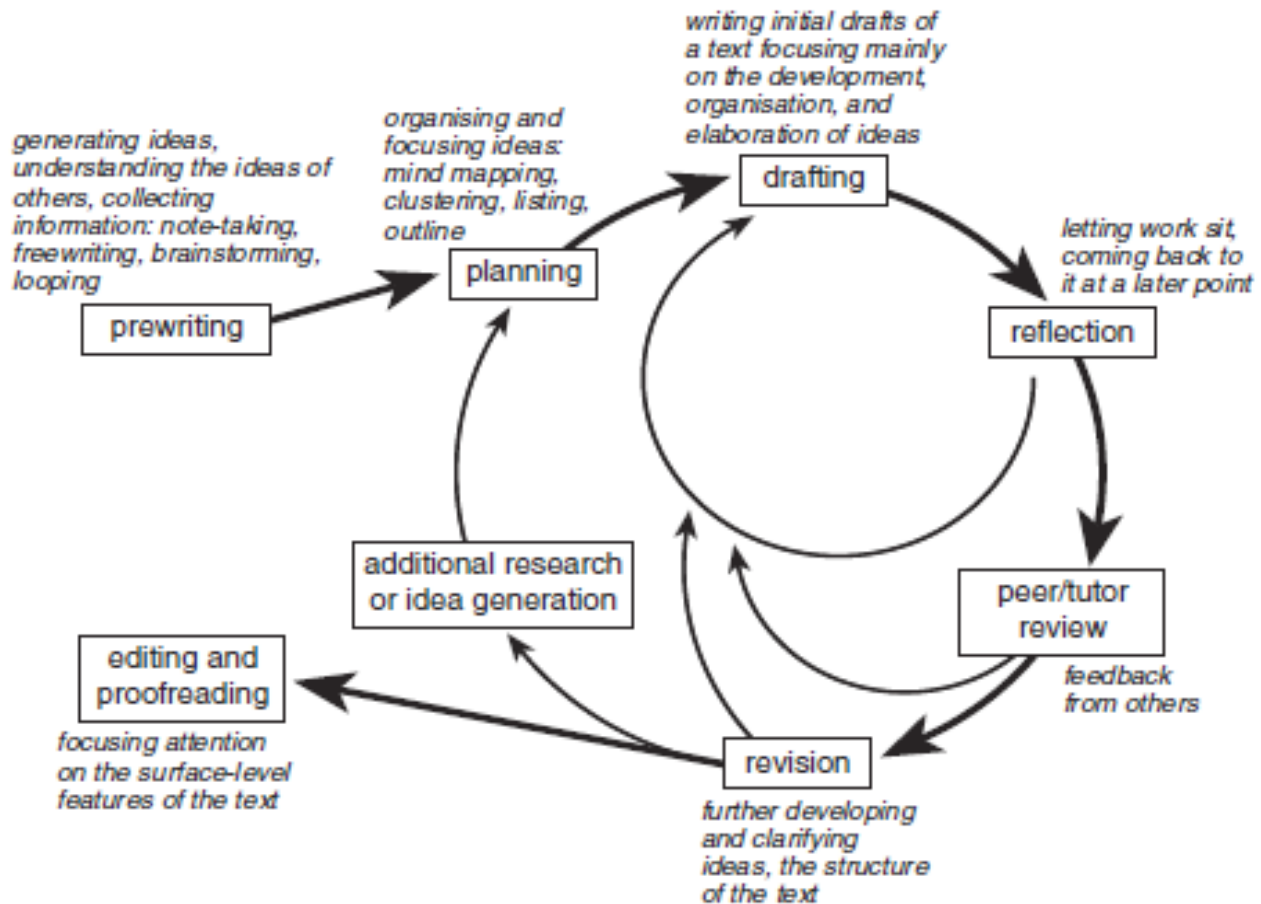 generating ideas,
understanding the ideas of
others, collecting
information: note-taking,
freewriting, brainstorming,
looping
prewriting
organising and
focusing ideas:
mind mapping,
clustering, listing,
outline
planning
writing initial drafts of
a text focusing mainly
on the development,
organisation, and
elaboration of ideas
drafting
letting work sit,
coming back to
it at a later point
reflection
peer/tutor
review
feedback
from others
revision
further developing
and clarifying
ideas, the structure
of the text
additional research
or idea generation
editing and
proofreading
focusing attention
on the surface-level
features of the text